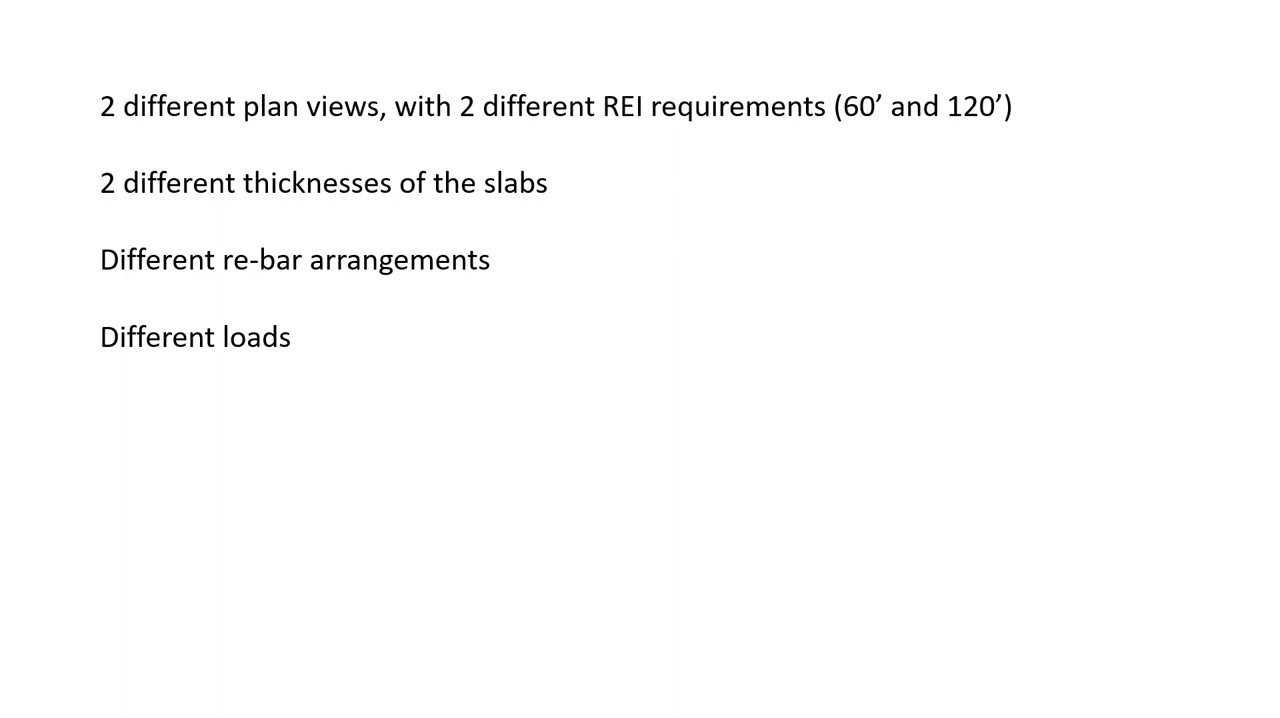 2 different plan views, with 2 different REI requirements (60’ and 120’)
2 different thicknesses of the slabs
Different re-bar arrangements
Different loads